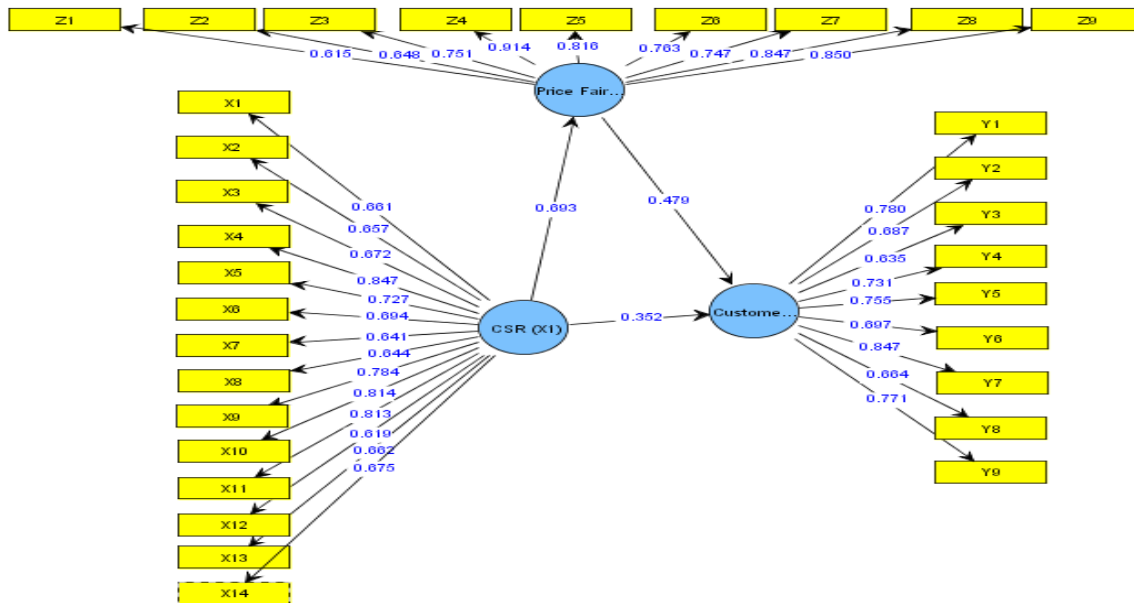 Z1 Z2 Z3 Z4 Z5 Z6 Z7 Z8 Z9
0.615 0.648 0.751 0.914 0.816 0.763 0.747 0.847 0.850
Price Fair...
X1
X2
X3
X4
X5
X6
X7
X8
X9
X10
X11
X12
X13
X14
0.661
0.657
0.672
0.847
0.727
0.694
0.641
0.644
0.784
0.814
0.813
0.619
0.662
0.675
CSR (X1)
0.693
0.479
0.352
Custome...
0.780
0.687
0.635
0.731
0.755
0.697
0.847
0.664
0.771
Y1
Y2
Y3
Y4
Y5
Y6
Y7
Y8
Y9